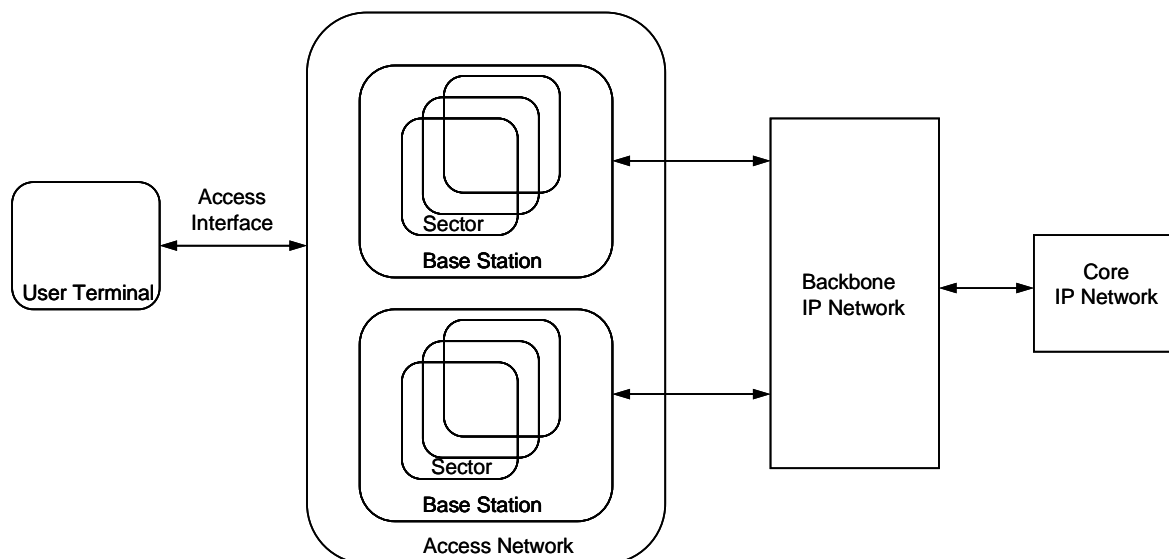 Access
Interface
User Terminal
Sector
Base Station
Sector
Base Station
Access Network
Backbone
IP Network
Core
IP Network